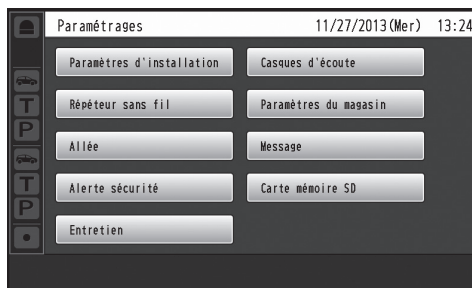 Paramétrages 11/27/2013(Mer) 13:24
Paramètres d'installation Casques d'écoute
Répéteur sans fil Paramètres du magasin
Allée Message
Alerte sécurité Carte mémoire SD
Entretien
T
P
T
P